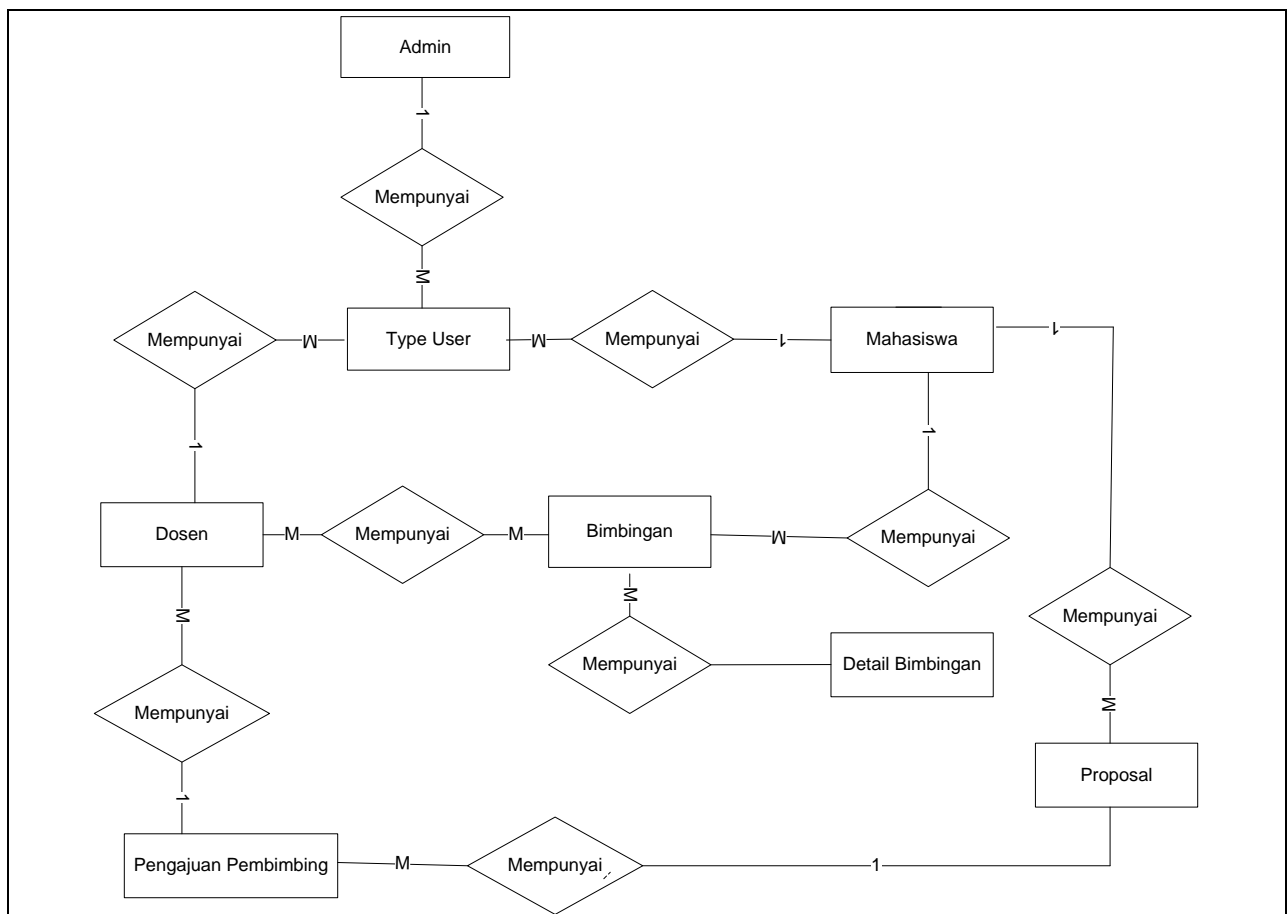 Admin
1
Mempunyai
M
Mempunyai
M
Type User
M
Mempunyai
1
Mahasiswa
1
1
1
Dosen
M
Mempunyai
M
Bimbingan
M
Mempunyai
M
M
Mempunyai
Detail Bimbingan
Mempunyai
Mempunyai
M
Proposal
1
Pengajuan Pembimbing
M
Mempunyai
1